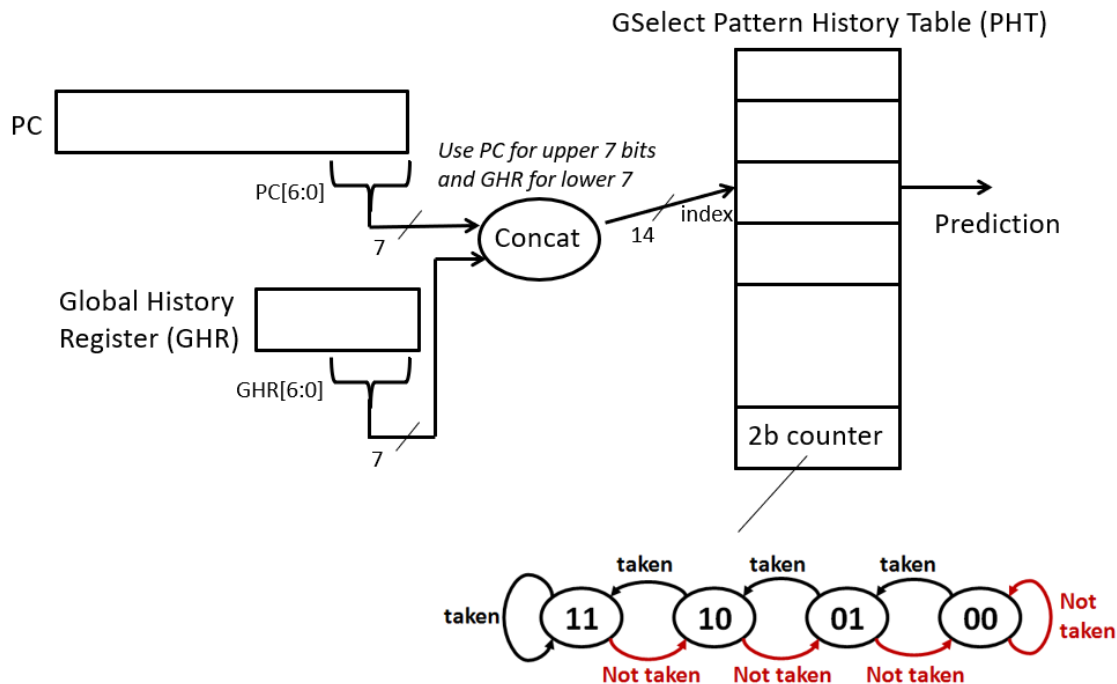 GSelect Pattern History Table (PHT)
PC
Use PC for upper 7 bits
and GHR for lower 7
PC[6:0]
7
Concat
14
index
Prediction
Global History
Register (GHR)
GHR[6:0]
7
2b counter
taken
taken
taken
taken
11
10
01
00
Not
taken
Not taken
Not taken
Not taken